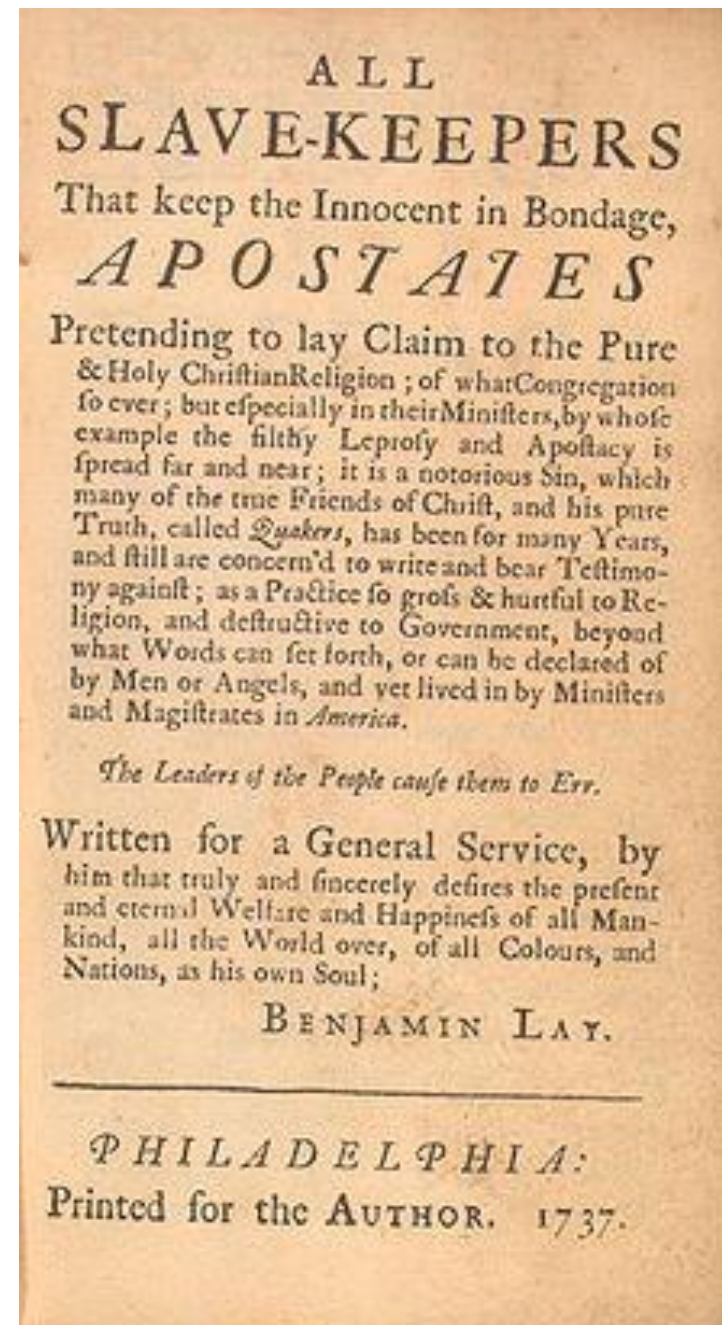 ALL
SLAVE-KEEPERS
That keep the Innocent in Bondage,
APOSTATES
Pretending to lay Claim to the Pure
& Holy Chriſtian Religion ; of what Congregation
ſo ever ; but eſpecially in their Miniſters, by whoſe
example the filthy Leproſy and Apoſtacy is
ſpread far and near ; it is a notorious Sin, which
many of the true Friends of Chriſt, and his pure
Truth, called Quakers, has been for many Years,
and ſtill are concern'd to write and bear Teſtimo-
ny againſt ; as a Practice ſo groſs & hurtful to Re-
ligion, and deſtructive to Government, beyond
what Words can ſet forth, or can be declared of
by Men or Angels, and yet lived in by Miniſters
and Magiſtrates in America.
The Leaders of the People cauſe them to Err.
Written for a General Service, by
him that truly and ſincerely deſires the preſent
and eternal Welfare and Happineſs of all Man-
kind, all the World over, of all Colours, and
Nations, as his own Soul ;
BENJAMIN LAY.
PHILADELPHIA:
Printed for the AUTHOR. 1737.